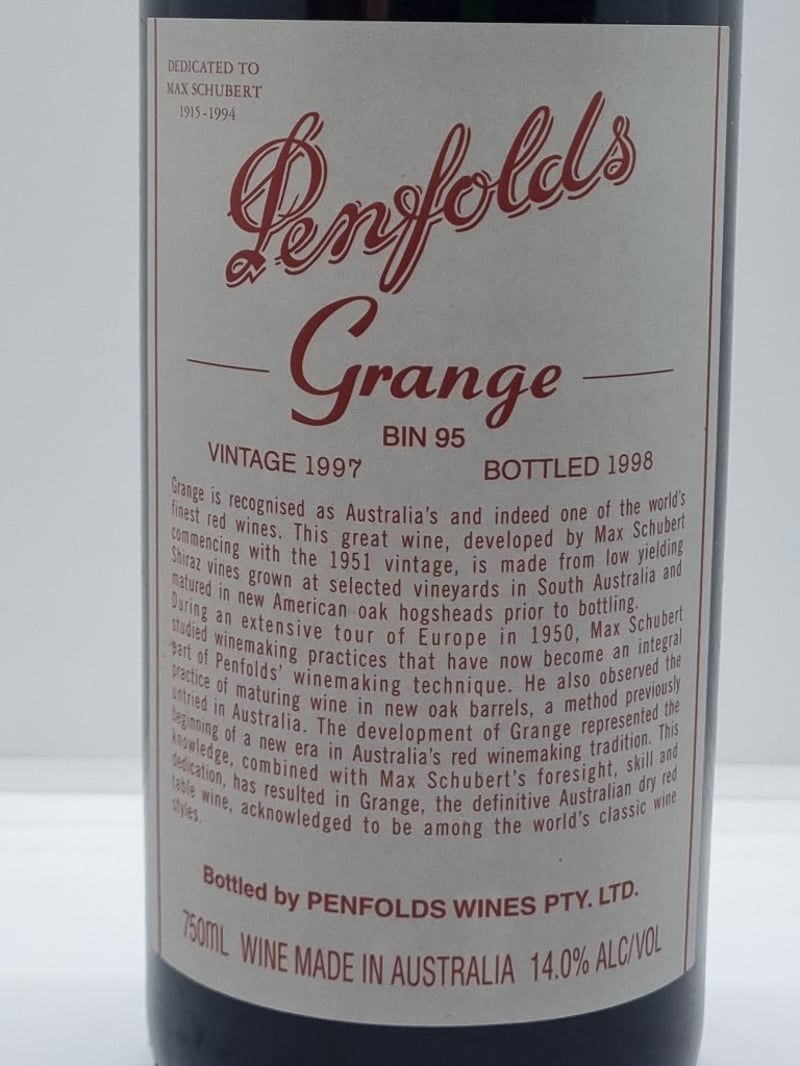 DEDICATED TO
MAX SCHUBERT
1915-1994
Penfolds
Grange
BIN 95
VINTAGE 1997 BOTTLED 1998
Grange is recognised as Australia's and indeed one of the world's
finest red wines. This great wine, developed by Max Schubert
commencing with the 1951 vintage, is made from low yielding
Shiraz vines grown at selected vineyards in South Australia and
matured in new American oak hogsheads prior to bottling.
During an extensive tour of Europe in 1950, Max Schubert
studied winemaking practices that have now become an integral
part of Penfolds' winemaking technique. He also observed the
practice of maturing wine in new oak barrels, a method previously
untried in Australia. The development of Grange represented the
beginning of a new era in Australia's red winemaking tradition. This
knowledge, combined with Max Schubert's foresight, skill and
dedication, has resulted in Grange, the definitive Australian dry red
table wine, acknowledged to be among the world's classic wine
styles.
Bottled by PENFOLDS WINES PTY. LTD.
750mL WINE MADE IN AUSTRALIA 14.0% ALC/VOL